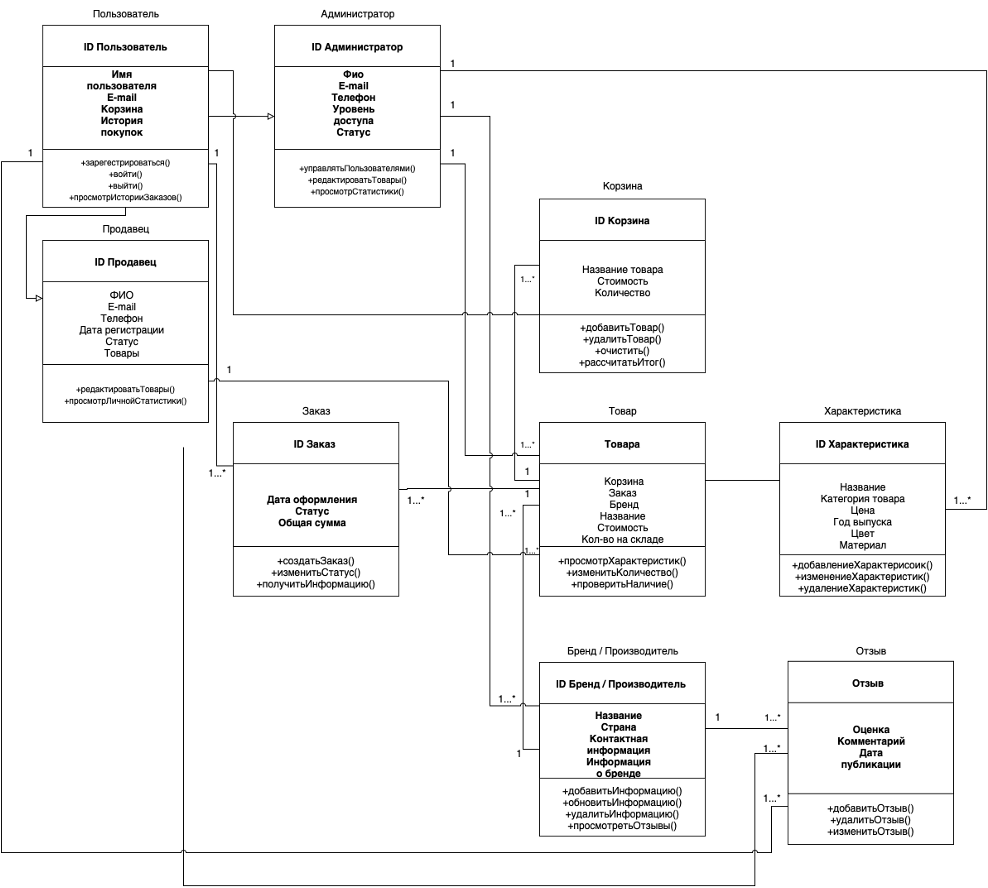 Пользователь
ID Пользователь
Имя
пользователя
E-mail
Корзина
История
покупок
+зарегестрироваться()
+войти()
+выйти()
+просмотрИсторииЗаказов()
Администратор
ID Администратор
Фио
E-mail
Телефон
Уровень
доступа
Статус
+управлятьПользователями()
+редактироватьТовары()
+просмотрСтатистики()
1
1
1
1
1
Продавец
ID Продавец
ФИО
E-mail
Телефон
Дата регистрации
Статус
Товары
+редактироватьТовары()
+просмотрЛичнойСтатистики()
1
Корзина
ID Корзина
Название товара
Стоимость
Количество
+добавитьТовар()
+удалитьТовар()
+очистить()
+рассчитатьИтог()
1...*
Заказ
ID Заказ
Дата оформления
Статус
Общая сумма
+создатьЗаказ()
+изменитьСтатус()
+получитьИнформацию()
1...*
1...*
Товар
Товара
Корзина
Заказ
Бренд
Название
Стоимость
Кол-во на складе
+просмотрХарактеристик()
+изменитьКоличество()
+проверитьНаличие()
1...*
1
1
1...*
1...*
Характеристика
ID Характеристика
Название
Категория товара
Цена
Год выпуска
Цвет
Материал
+добавлениеХарактерисоик()
+изменениеХарактеристик()
+удалениеХарактеристик()
1...*
Бренд / Производитель
ID Бренд / Производитель
Название
Страна
Контактная
информация
Информация
о бренде
+добавитьИнформацию()
+обновитьИнформацию()
+удалитьИнформацию()
+просмотретьОтзывы()
1...*
1
1
Отзыв
Отзыв
Оценка
Комментарий
Дата
публикации
+добавитьОтзыв()
+удалитьОтзыв()
+изменитьОтзыв()
1...*
1...*
1...*